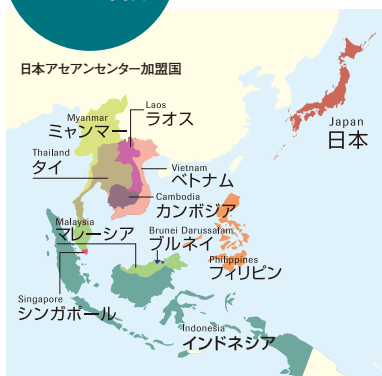 日本アセアンセンター加盟国
Laos
ラオス
Myanmar
ミャンマー
Japan
日本
Thailand
タイ
Vietnam
ベトナム
Cambodia
カンボジア
Malaysia
マレーシア
Brunei Darussalam
ブルネイ
Philippines
フィリピン
Singapore
シンガポール
Indonesia
インドネシア